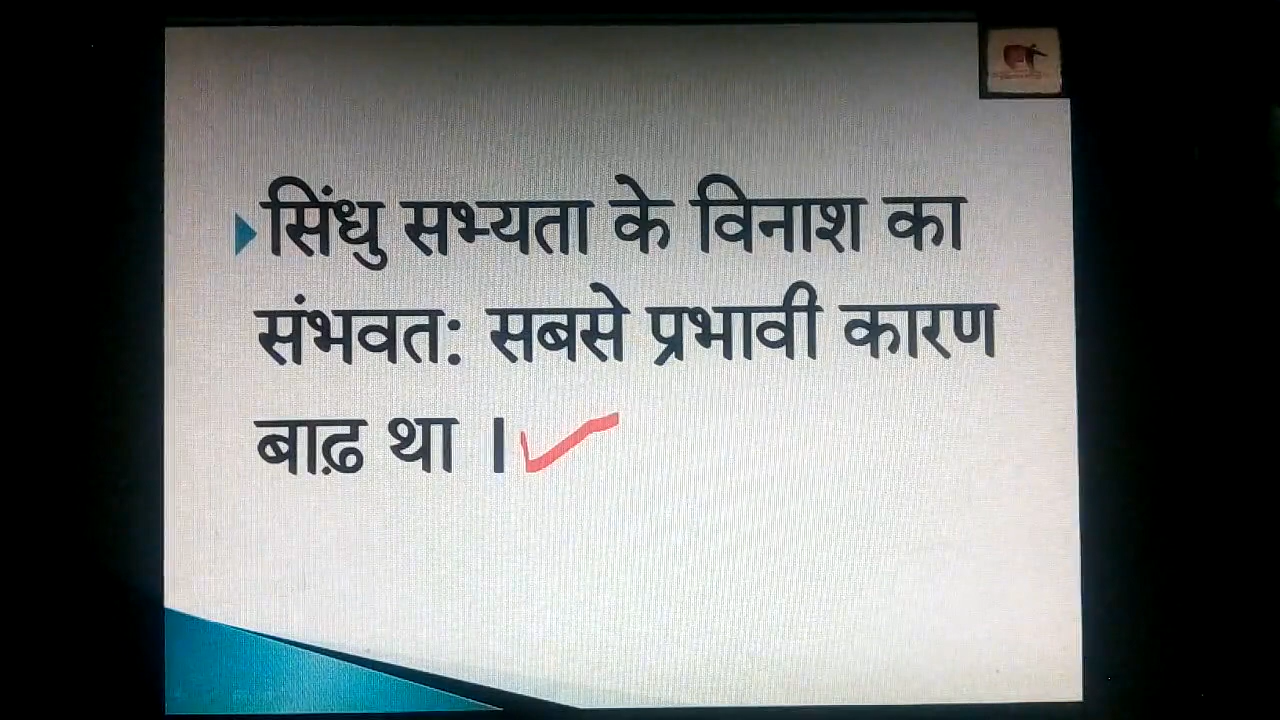 सिंधु सभ्यता के विनाश का
संभवत: सबसे प्रभावी कारण
बाढ़ था ।